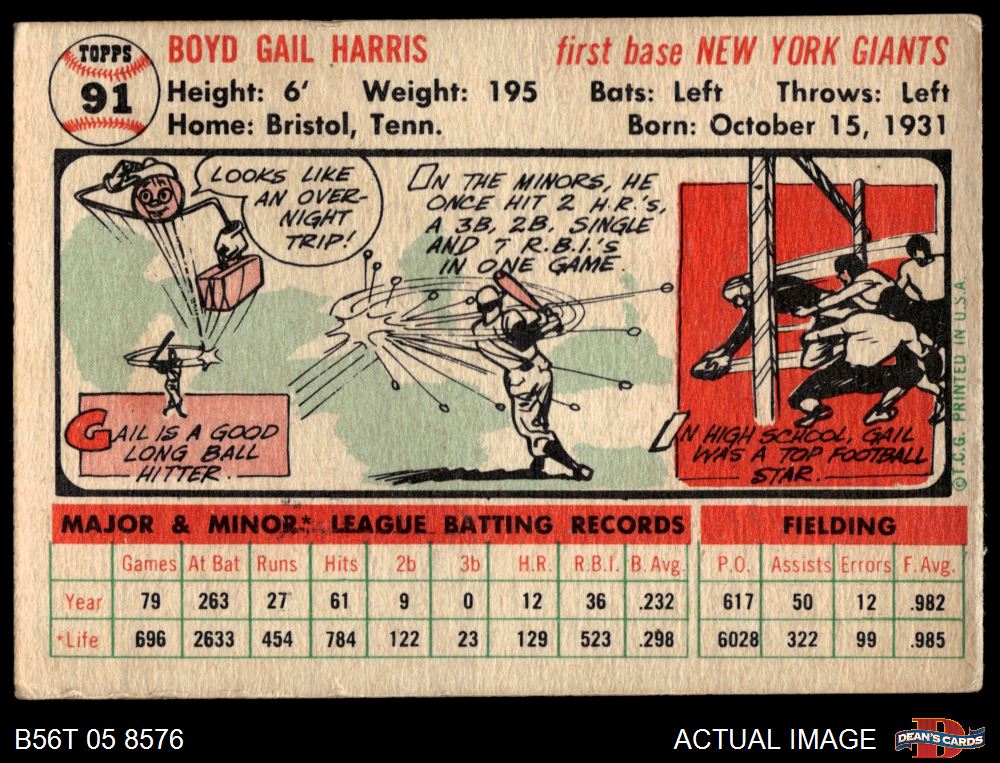 TOPPS
91
BOYD GAIL HARRIS first base NEW YORK GIANTS
Height: 6' Weight: 195 Bats: Left Throws: Left
Home: Bristol, Tenn. Born: October 15, 1931
LOOKS LIKE
AN OVER-
NIGHT
TRIP!
GAIL IS A GOOD
LONG BALL
HITTER.
IN THE MINORS, HE
ONCE HIT 2 H.R.'S,
A 3B, 2B, SINGLE
AND 7 R.B.I.'S
IN ONE GAME.
IN HIGH SCHOOL, GAIL
WAS A TOP FOOTBALL
STAR.
©T.C.G. PRINTED IN U.S.A.
MAJOR & MINOR* LEAGUE BATTING RECORDS FIELDING
Games At Bat Runs Hits 2b 3b H.R. R.B.I. B. Avg. P.O. Assists Errors F. Avg.
Year 79 263 27 61 9 0 12 36 .232 617 50 12 .982
*Life 696 2633 454 784 122 23 129 523 .298 6028 322 99 .985
B56T 05 8576 ACTUAL IMAGE DEAN'S CARDS